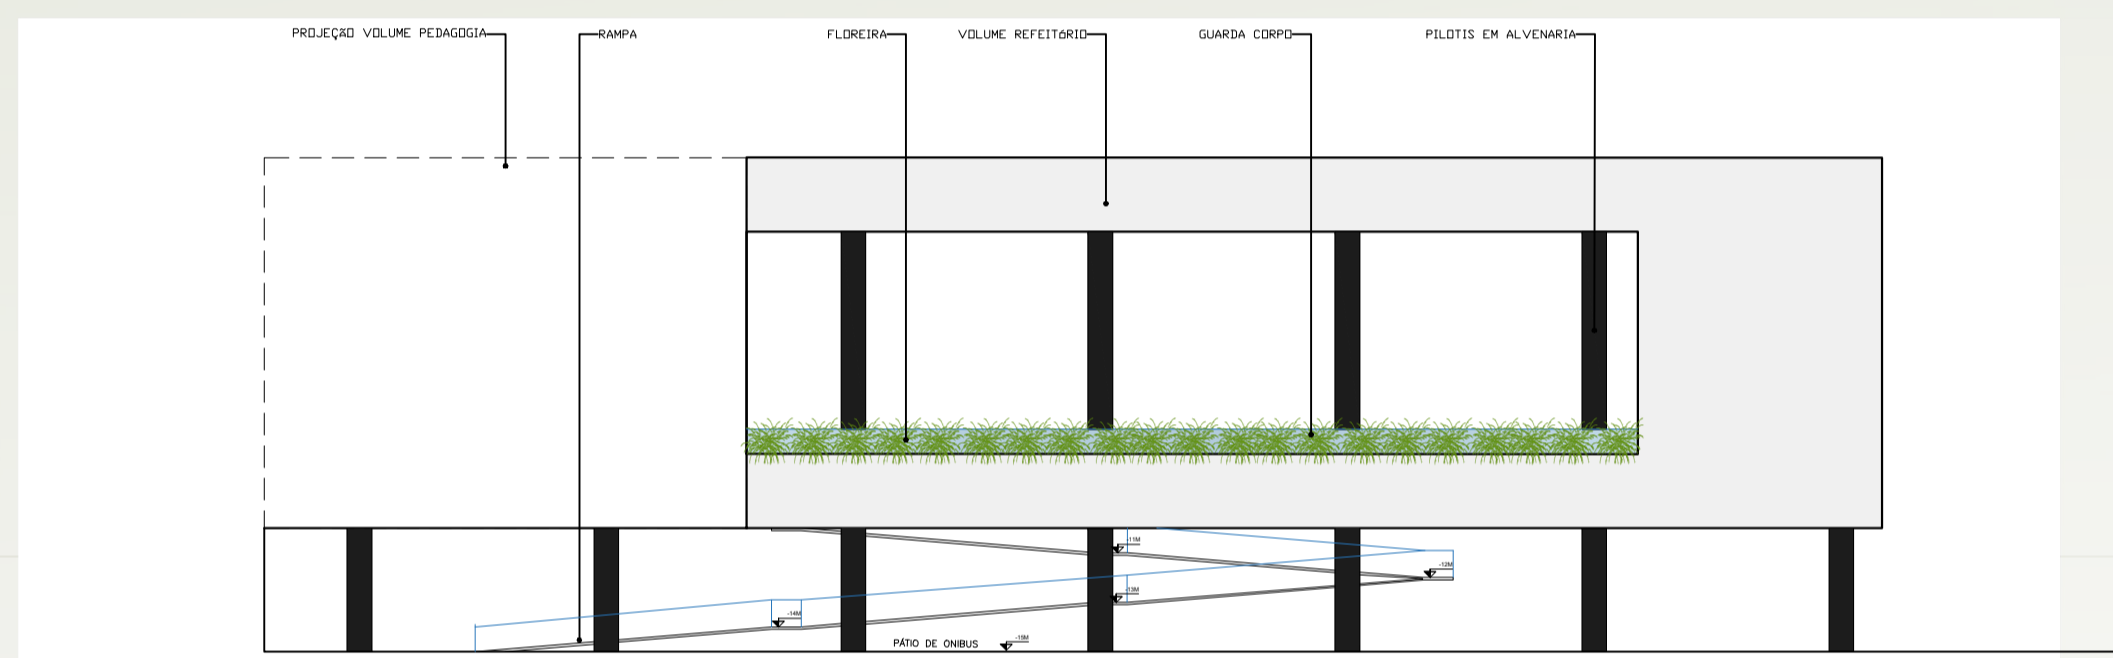 PROJEÇÃO VOLUME PEDAGOGIA
RAMPA
FLOREIRA
VOLUME REFEITóRIO
GUARDA CORPO
PILOTIS EM ALVENARIA
-11M
-12M
-13M
-14M
PÁTIO DE ONIBUS
-15M